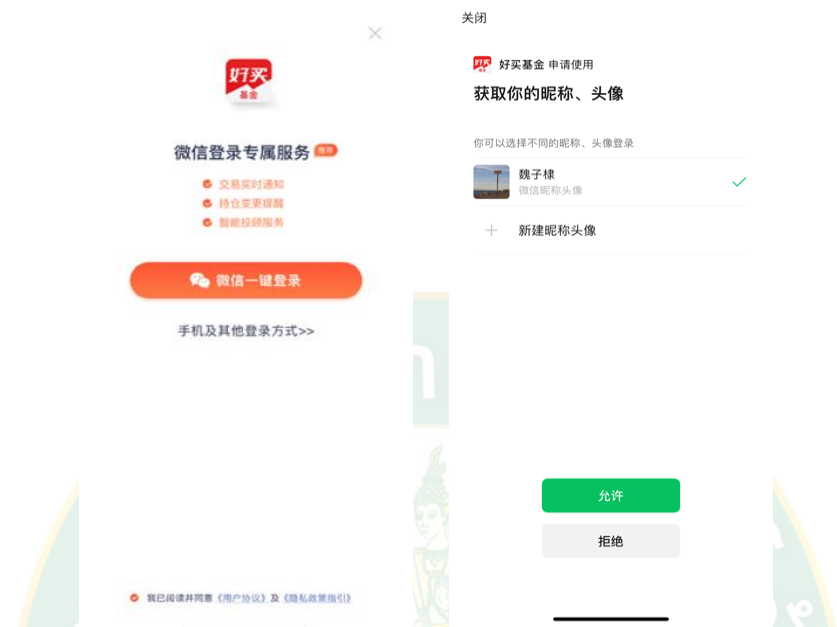 好买
基金
微信登录专属服务 推荐
交易实时通知
持仓变更提醒
智能投顾服务
微信一键登录
手机及其他登录方式>>
我已阅读并同意《用户协议》及《隐私政策指引》
关闭
好买基金 申请使用
获取你的昵称、头像
你可以选择不同的昵称、头像登录
魏子棣
微信昵称头像
新建昵称头像
允许
拒绝